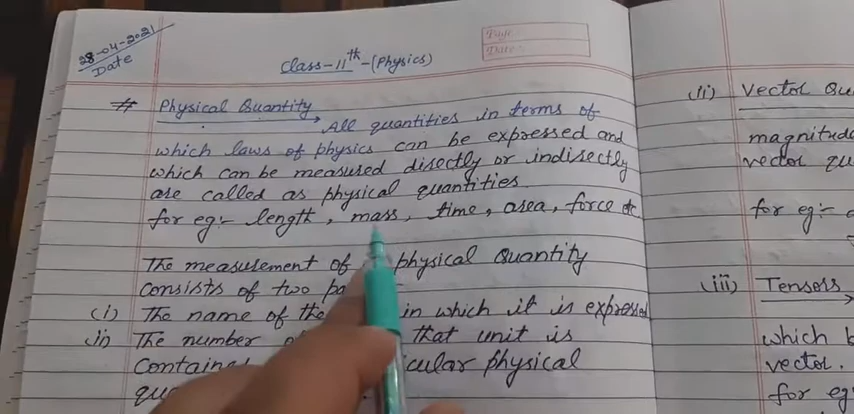 28-04-2021
Date
Class-11th-(Physics)
Page:
Date:
# Physical Quantity
All quantities in terms of
which laws of physics can be expressed and
which can be measured directly or indirectly
are called as physical quantities.
for eg:- length, mass, time, area, force etc
The measurement of physical Quantity
Consists of two
(i) The name of the in which it is expressed
(ii) The number that unit is
physical
(ii) Vector
vector
for eg:-
(iii) Tensors
which
vector.
for eg